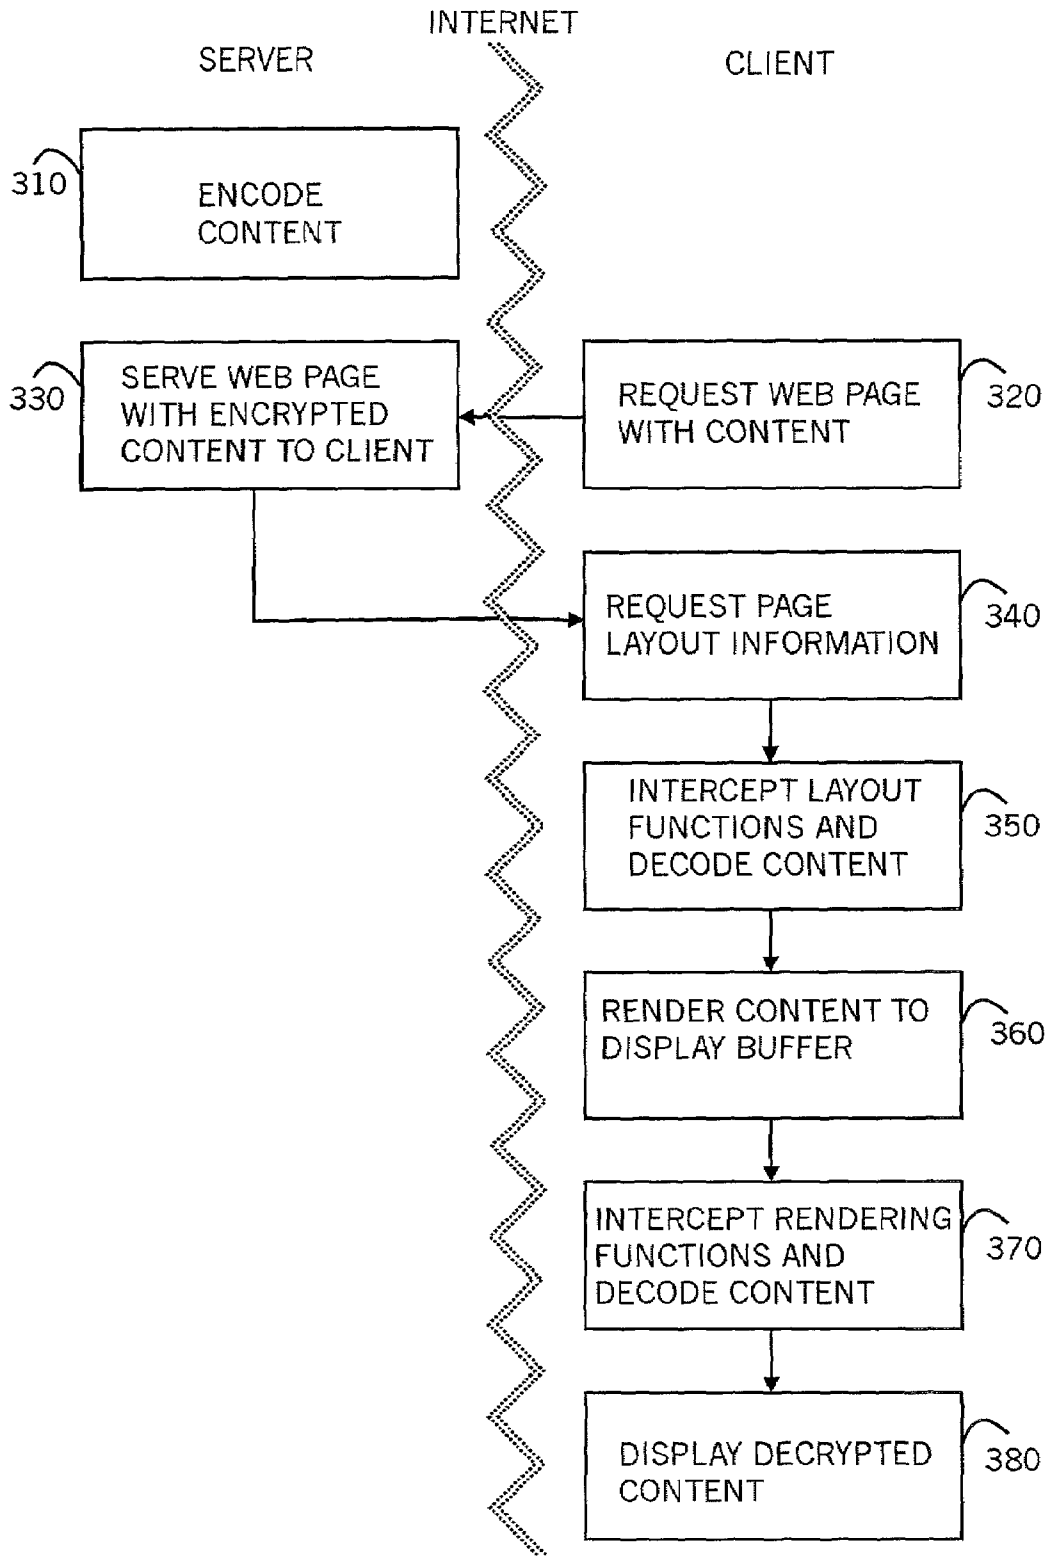 INTERNET
SERVER
CLIENT
310
ENCODE
CONTENT
330
SERVE WEB PAGE
WITH ENCRYPTED
CONTENT TO CLIENT
REQUEST WEB PAGE
WITH CONTENT
320
REQUEST PAGE
LAYOUT INFORMATION
340
INTERCEPT LAYOUT
FUNCTIONS AND
DECODE CONTENT
350
RENDER CONTENT TO
DISPLAY BUFFER
360
INTERCEPT RENDERING
FUNCTIONS AND
DECODE CONTENT
370
DISPLAY DECRYPTED
CONTENT
380